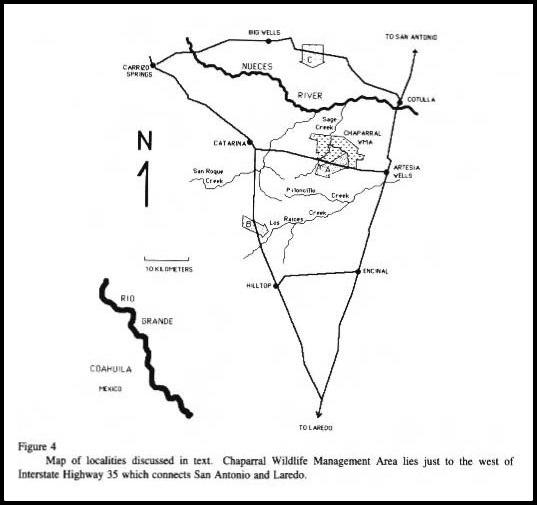 BIG WELLS
TO SAN ANTONIO
C
CARRIZO
SPRINGS
NUECES
RIVER
COTULLA
Sage
Creek
CHAPARRAL
WMA
N
CATARINA
A
ARTESIA
WELLS
San Roque
Creek
Piloncillo Creek
B
Los Raices Creek
10 KILOMETERS
HILLTOP
ENCINAL
RIO
GRANDE
COAHUILA
MEXICO
TO LAREDO
Figure 4
Map of localities discussed in text. Chaparral Wildlife Management Area lies just to the west of
Interstate Highway 35 which connects San Antonio and Laredo.